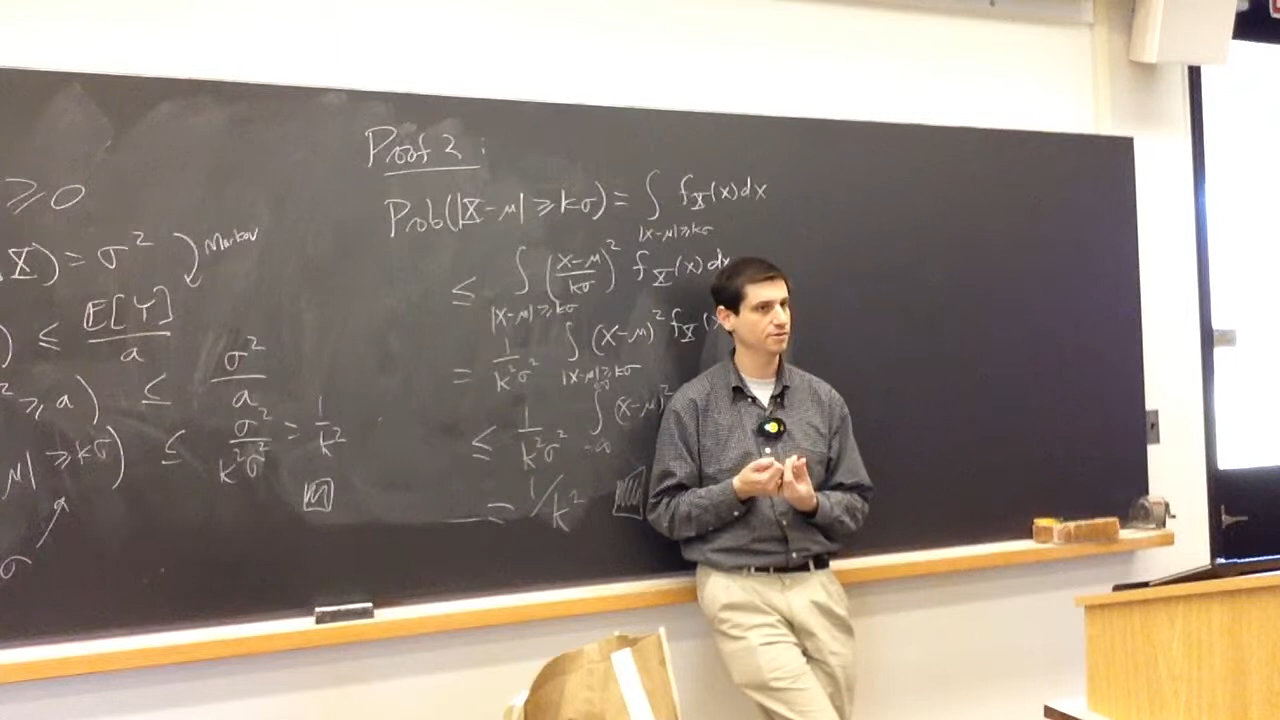 ≥ 0
X) = σ² Markov
) ≤ E[Y] / a
² ≥ a) ≤ σ² / a
μ| ≥ kσ) ≤ σ² / k²σ² = 1 / k²
σ
Proof 2:
Prob(|X-μ| ≥ kσ) = ∫_{|x-μ| ≥ kσ} f_X(x) dx
≤ ∫_{|x-μ| ≥ kσ} ((x-μ) / kσ)² f_X(x) dx
= 1 / k²σ² ∫_{|x-μ| ≥ kσ} (x-μ)² f_X(x
≤ 1 / k²σ² ∫_{-∞}^{∞} (x-μ)²
= 1/k²